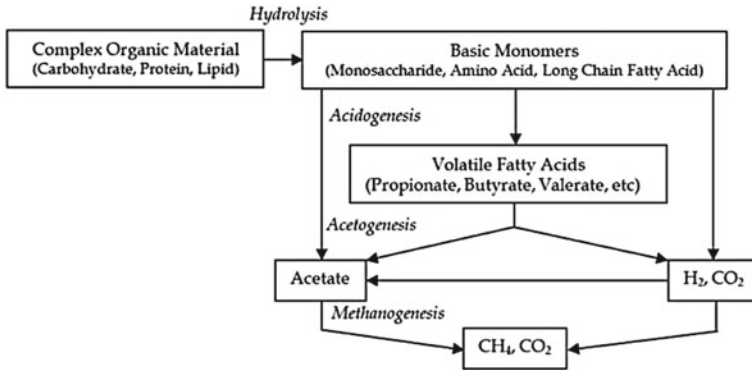 Hydrolysis
Complex Organic Material
(Carbohydrate, Protein, Lipid)
Basic Monomers
(Monosaccharide, Amino Acid, Long Chain Fatty Acid)
Acidogenesis
Volatile Fatty Acids
(Propionate, Butyrate, Valerate, etc)
Acetogenesis
Acetate
H₂, CO₂
Methanogenesis
CH₄, CO₂